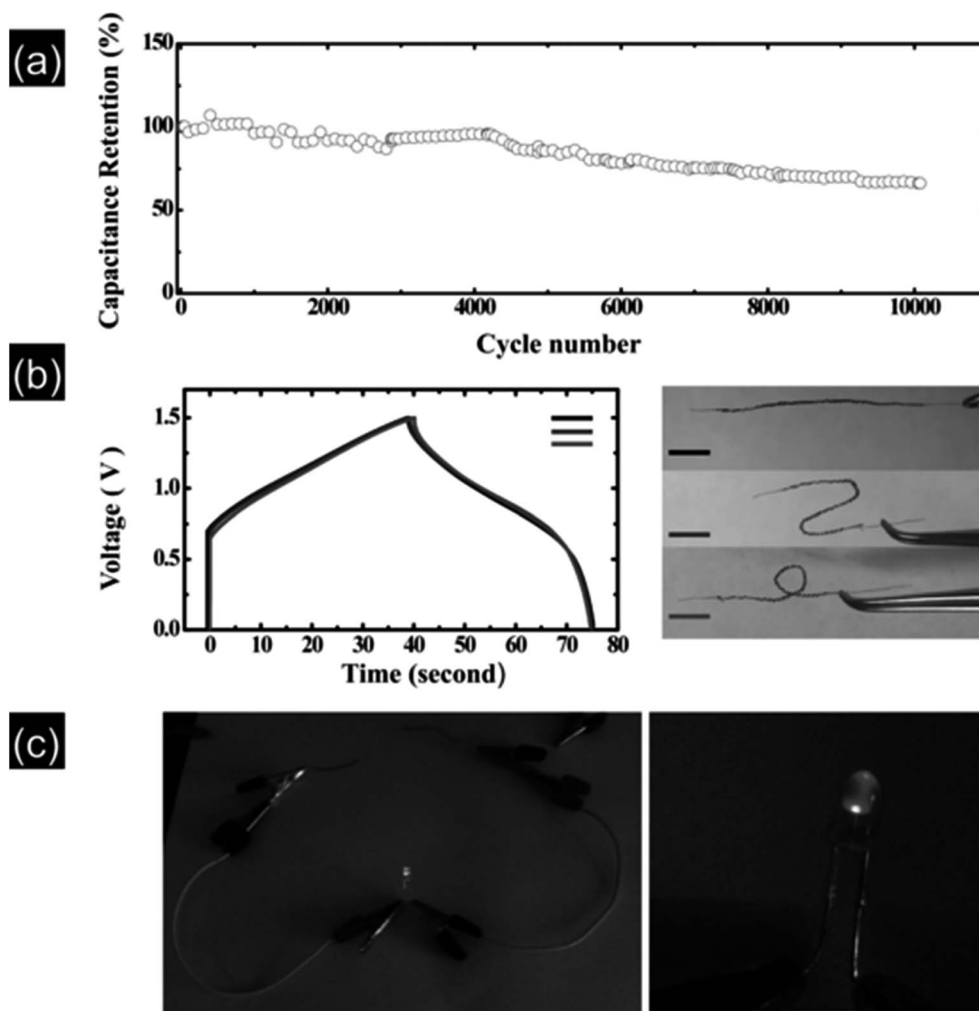 (a)
Capacitance Retention (%)
150
100
50
0
0 2000 4000 6000 8000 10000
Cycle number
(b)
Voltage ( V )
1.5
1.0
0.5
0.0
0 10 20 30 40 50 60 70 80
Time (second)
(c)